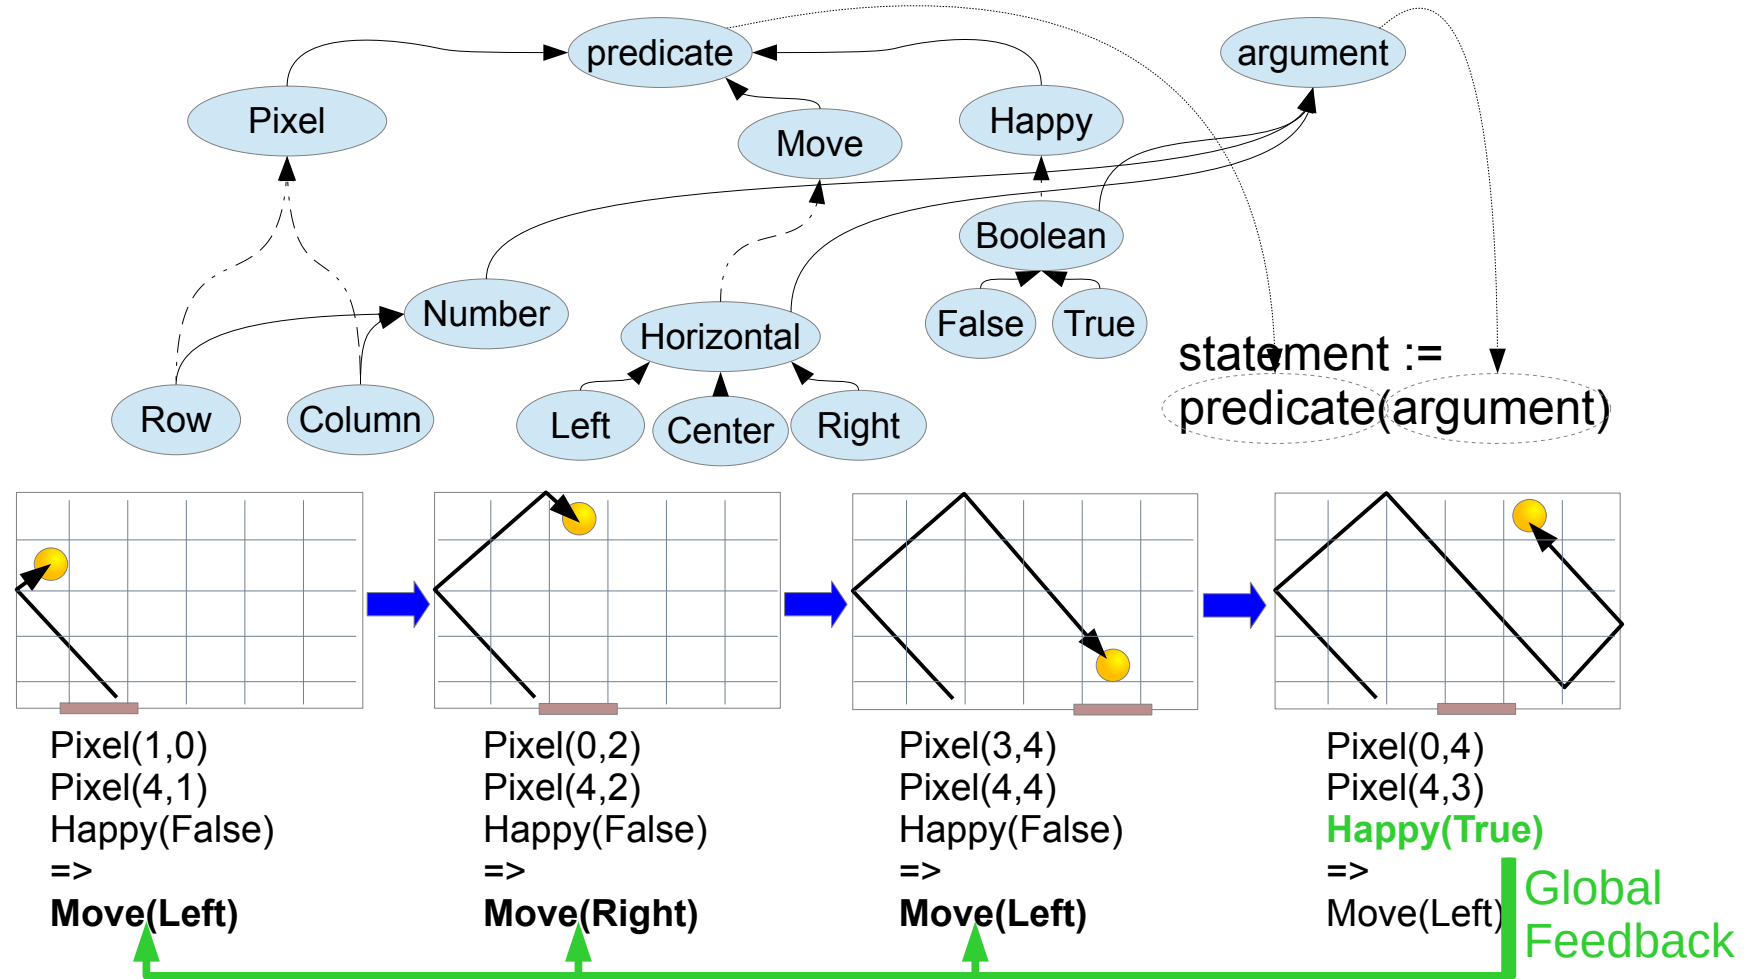 predicate
argument
Pixel
Happy
Move
Boolean
Number
Horizontal
False
True
statement :=
predicate(argument)
Row
Column
Left
Center
Right
Pixel(1,0)
Pixel(4,1)
Happy(False)
=>
Move(Left)
Pixel(0,2)
Pixel(4,2)
Happy(False)
=>
Move(Right)
Pixel(3,4)
Pixel(4,4)
Happy(False)
=>
Move(Left)
Pixel(0,4)
Pixel(4,3)
Happy(True)
=>
Move(Left)
Global
Feedback